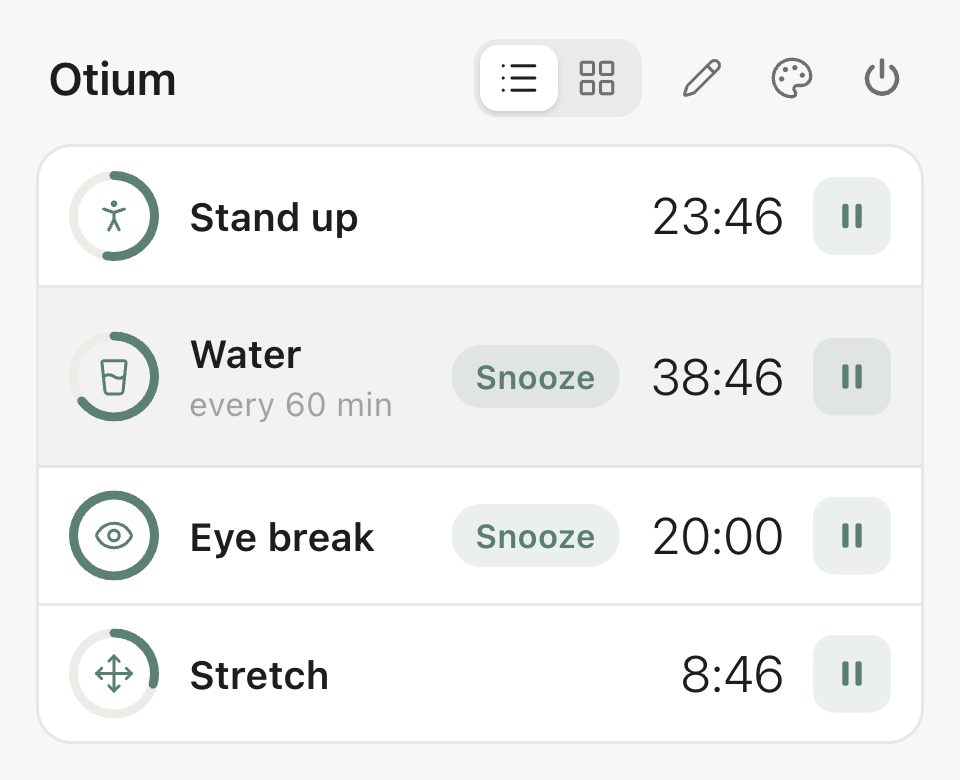 Otium
Stand up
23:46
Water
every 60 min
Snooze
38:46
Eye break
Snooze
20:00
Stretch
8:46